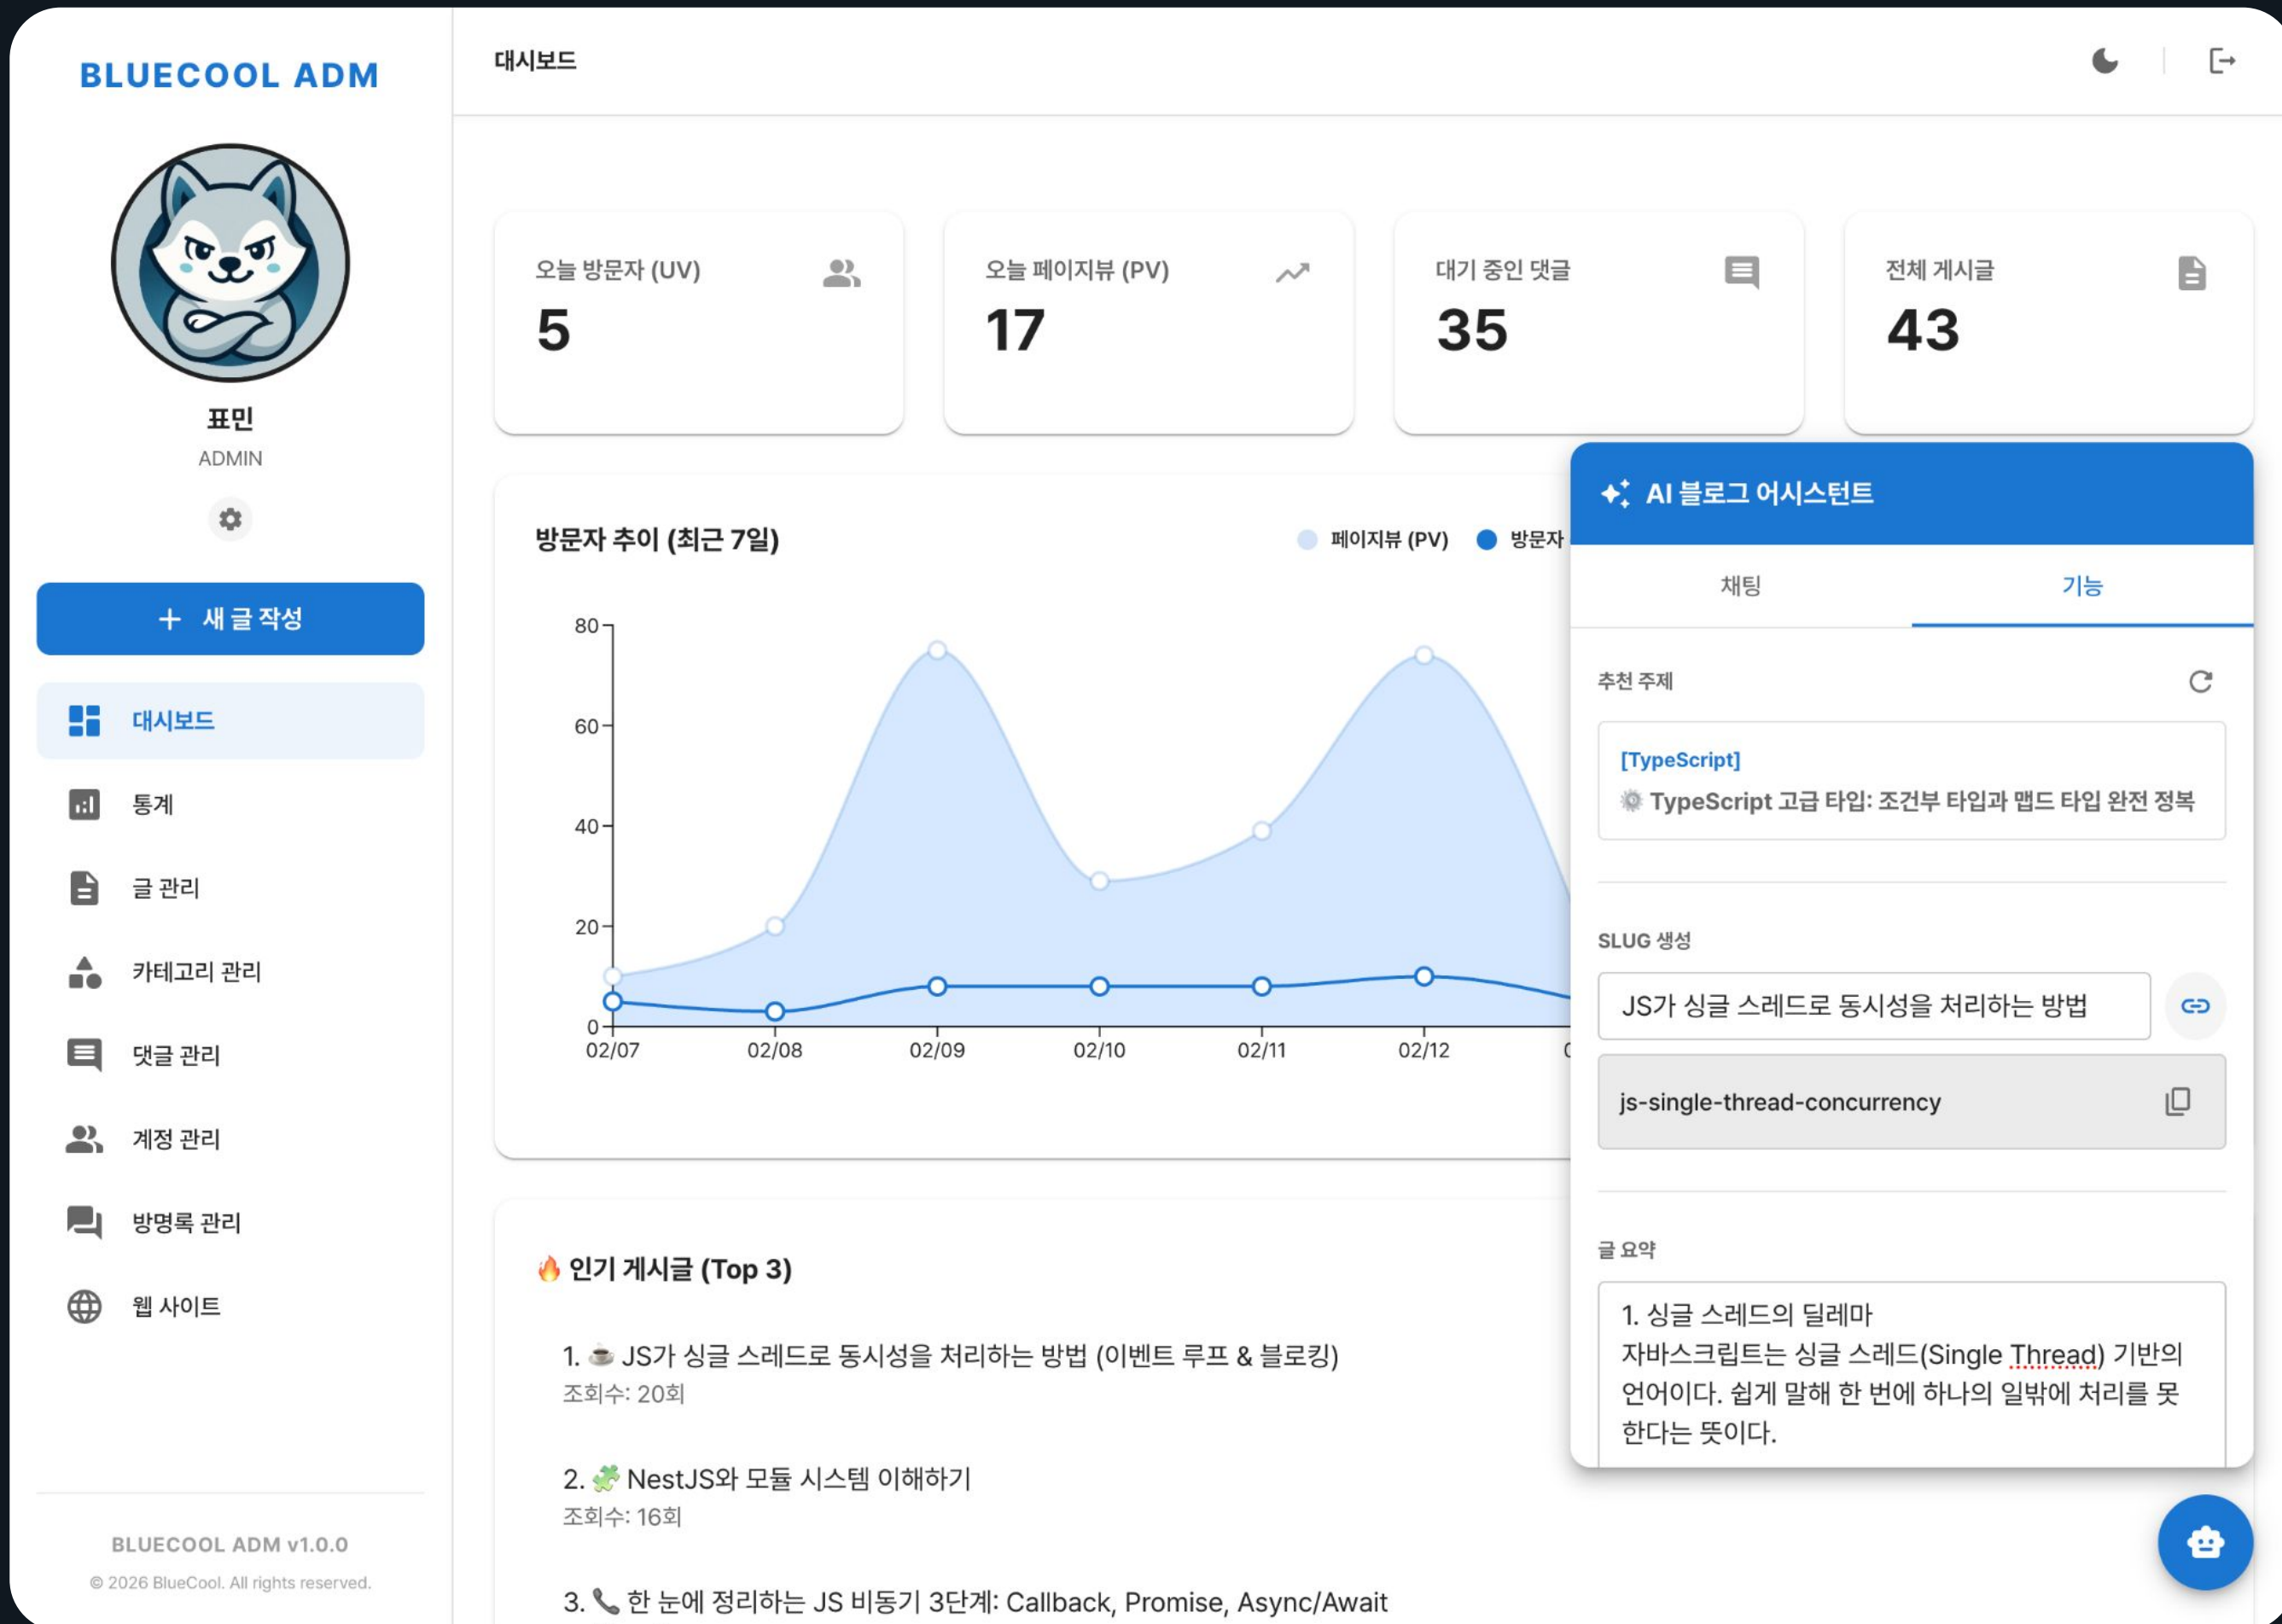 BLUECOOL ADM
표민
ADMIN
새 글 작성
대시보드
통계
글 관리
카테고리 관리
댓글 관리
계정 관리
방명록 관리
웹 사이트
BLUECOOL ADM v1.0.0
© 2026 BlueCool. All rights reserved.
대시보드
오늘 방문자 (UV)
5
오늘 페이지뷰 (PV)
17
대기 중인 댓글
35
전체 게시글
43
방문자 추이 (최근 7일)
페이지뷰 (PV)
방문자
80
60
40
20
0
02/07
02/08
02/09
02/10
02/11
02/12
🔥 인기 게시글 (Top 3)
1. ☕ JS가 싱글 스레드로 동시성을 처리하는 방법 (이벤트 루프 & 블로킹)
조회수: 20회
2. 🧩 NestJS와 모듈 시스템 이해하기
조회수: 16회
3. 📞 한 눈에 정리하는 JS 비동기 3단계: Callback, Promise, Async/Await
AI 블로그 어시스턴트
채팅
기능
추천 주제
[TypeScript]
⚙️ TypeScript 고급 타입: 조건부 타입과 맵드 타입 완전 정복
SLUG 생성
JS가 싱글 스레드로 동시성을 처리하는 방법
js-single-thread-concurrency
글 요약
1. 싱글 스레드의 딜레마
자바스크립트는 싱글 스레드(Single Thread) 기반의
언어이다. 쉽게 말해 한 번에 하나의 일밖에 처리를 못
한다는 뜻이다.